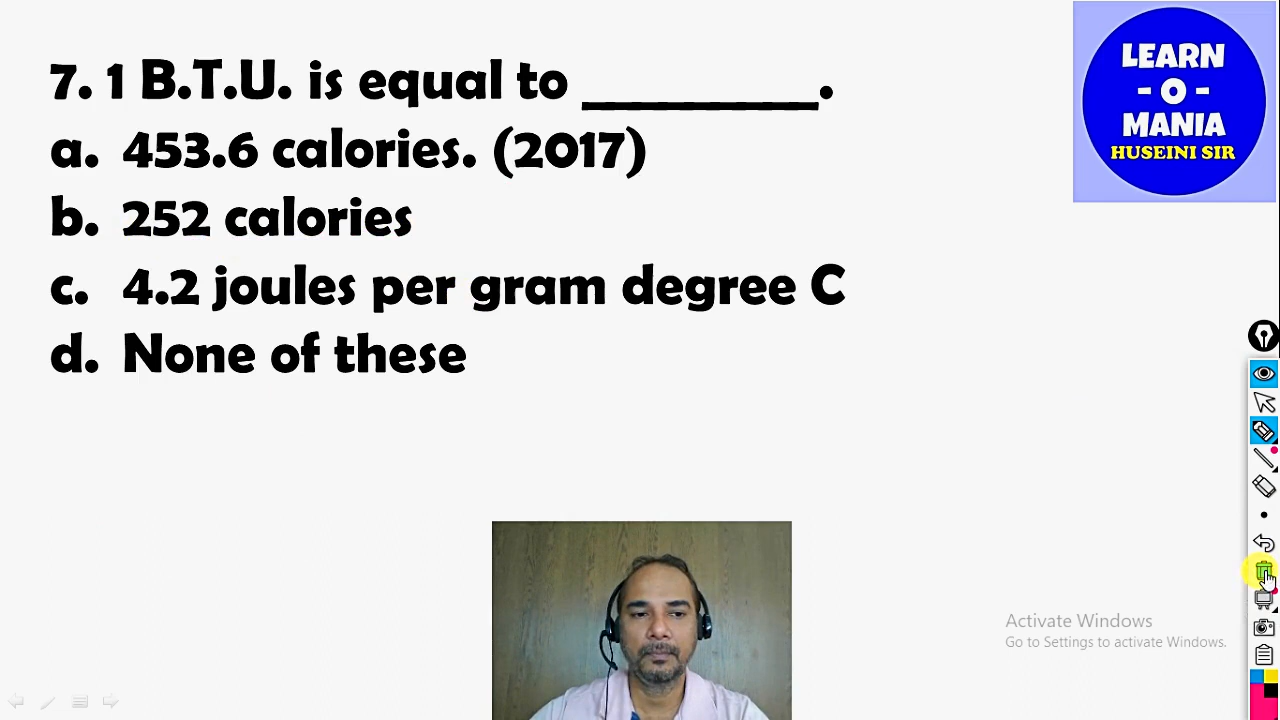 7. 1 B.T.U. is equal to _________.
a. 453.6 calories. (2017)
b. 252 calories
c. 4.2 joules per gram degree C
d. None of these
LEARN
- O -
MANIA
HUSEINI SIR
Activate Windows
Go to Settings to activate Windows.